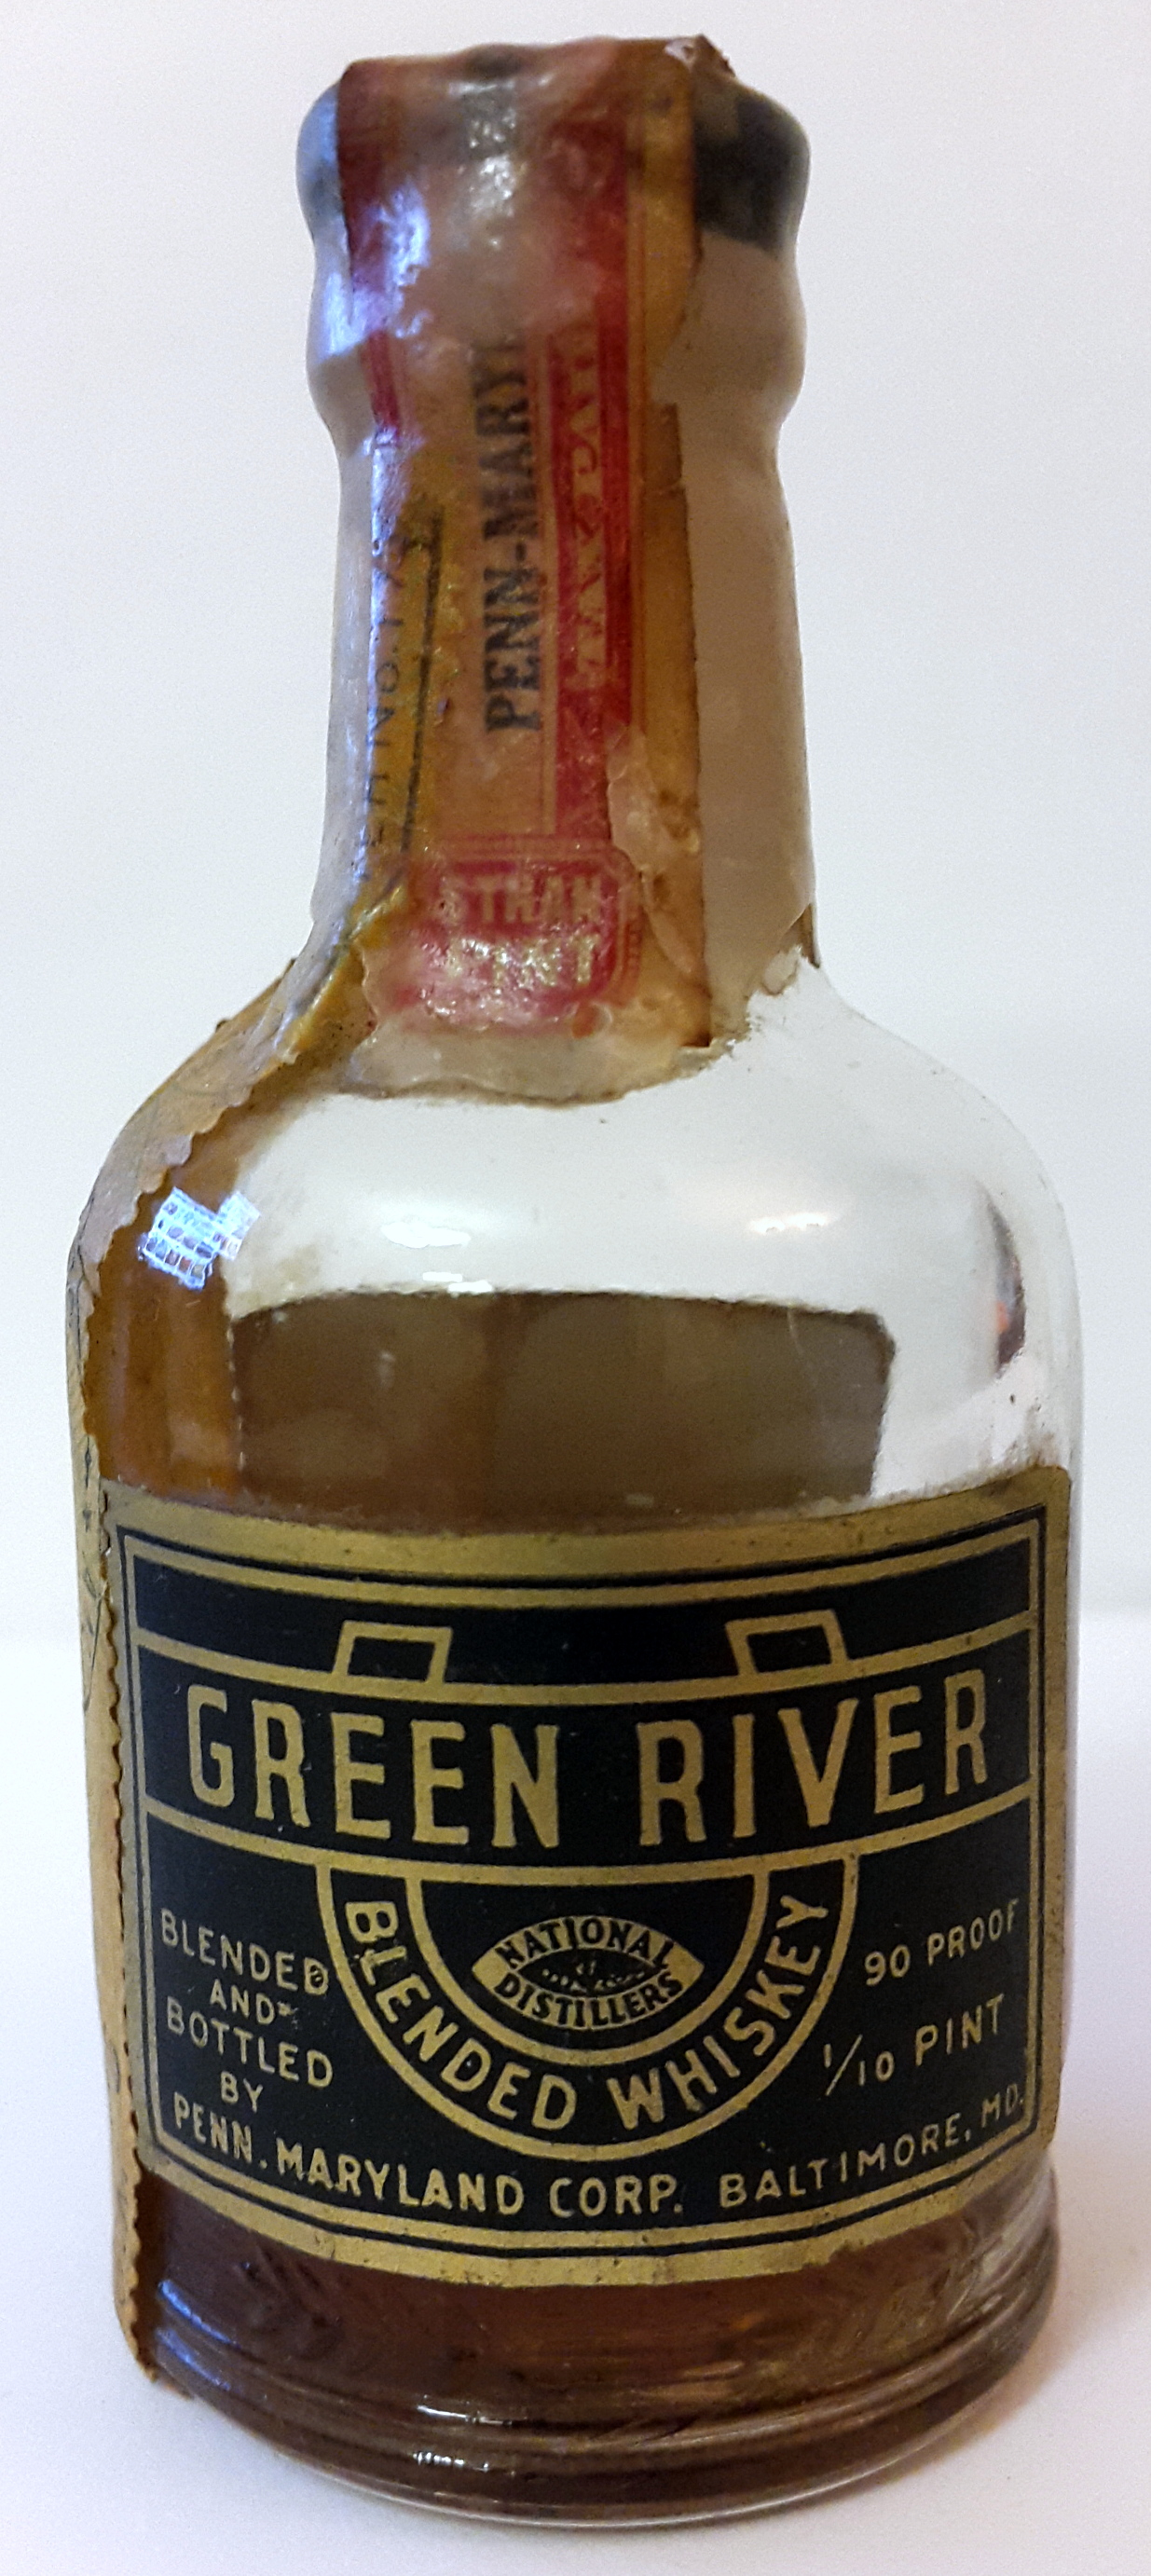 PENN-MARYL
THAN
GREEN RIVER
BLENDED WHISKEY
NATIONAL
DISTILLERS
BLENDED
AND
BOTTLED
BY
PENN. MARYLAND CORP. BALTIMORE, MD.
90 PROOF
1/10 PINT